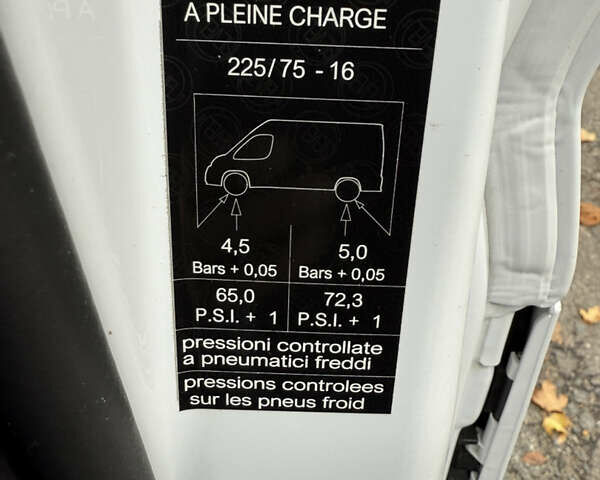 A PLEINE CHARGE
225/75 - 16
4,5 5,0
Bars + 0,05 Bars + 0,05
65,0 72,3
P.S.I. + 1 P.S.I. + 1
pressioni controllate
a pneumatici freddi
pressions controlees
sur les pneus froid